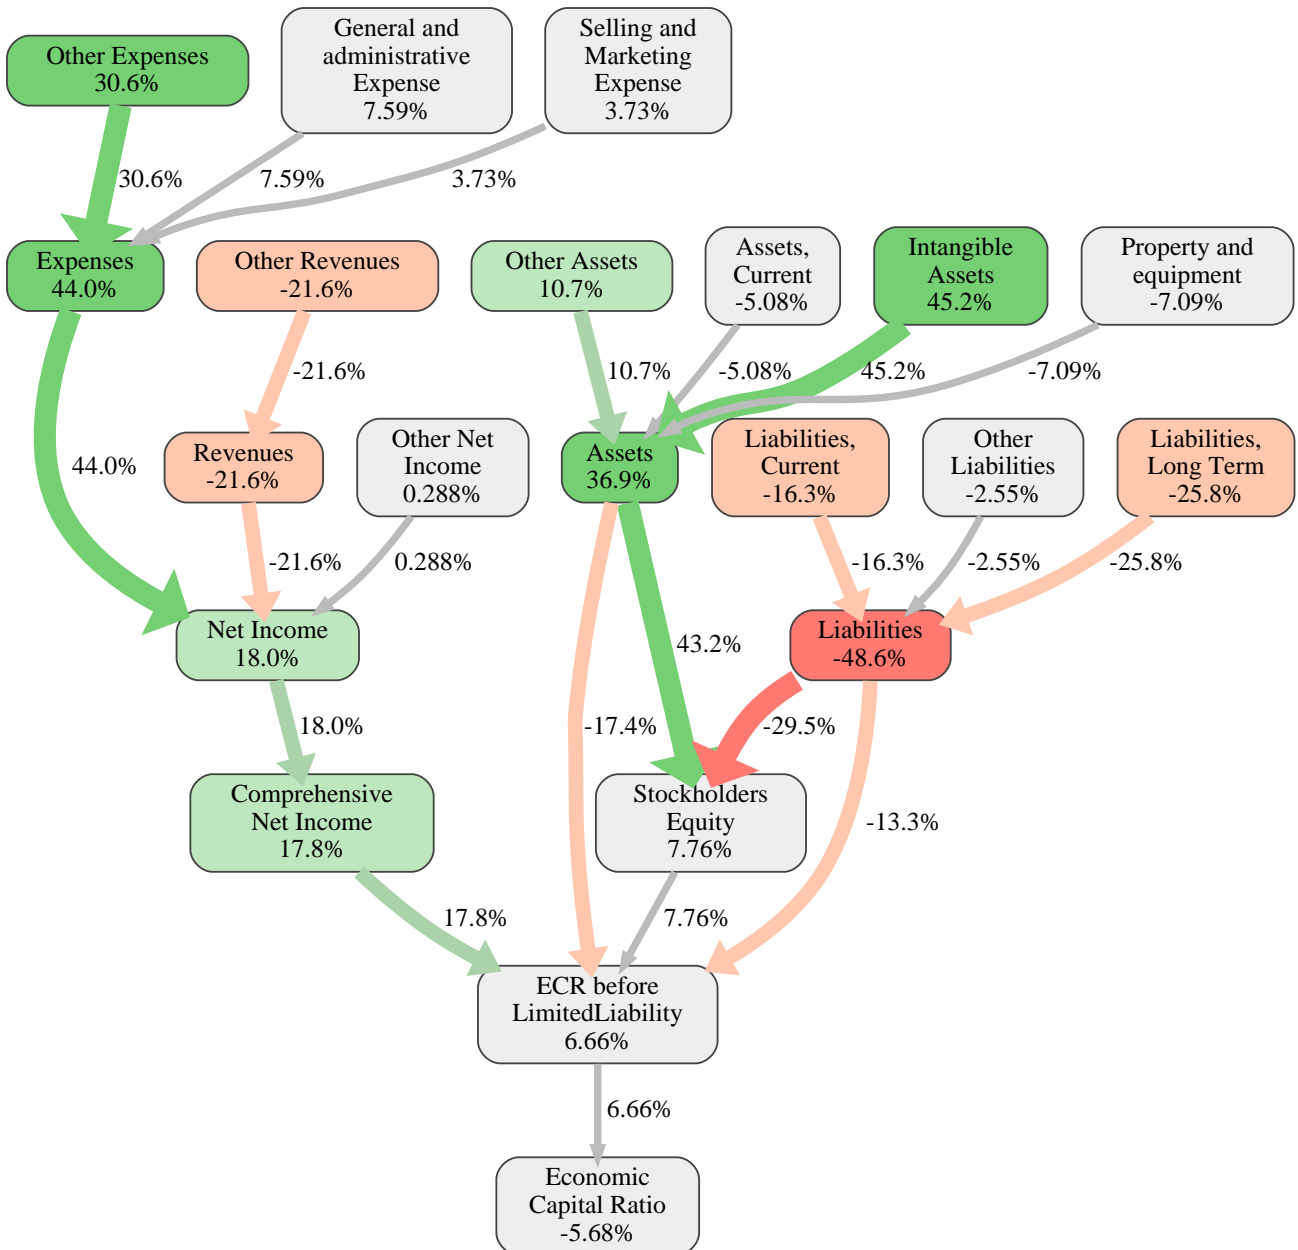 Other Expenses
30.6%
General and
administrative
Expense
7.59%
Selling and
Marketing
Expense
3.73%
30.6%
7.59%
3.73%
Expenses
44.0%
Other Revenues
-21.6%
Other Assets
10.7%
Assets,
Current
-5.08%
Intangible
Assets
45.2%
Property and
equipment
-7.09%
-21.6%
10.7%
-5.08%
45.2%
-7.09%
44.0%
Revenues
-21.6%
Other Net
Income
0.288%
Assets
36.9%
Liabilities,
Current
-16.3%
Other
Liabilities
-2.55%
Liabilities,
Long Term
-25.8%
-21.6%
0.288%
-16.3%
-2.55%
-25.8%
Net Income
18.0%
43.2%
Liabilities
-48.6%
18.0%
-17.4%
-29.5%
Comprehensive
Net Income
17.8%
Stockholders
Equity
7.76%
-13.3%
17.8%
7.76%
ECR before
LimitedLiability
6.66%
6.66%
Economic
Capital Ratio
-5.68%